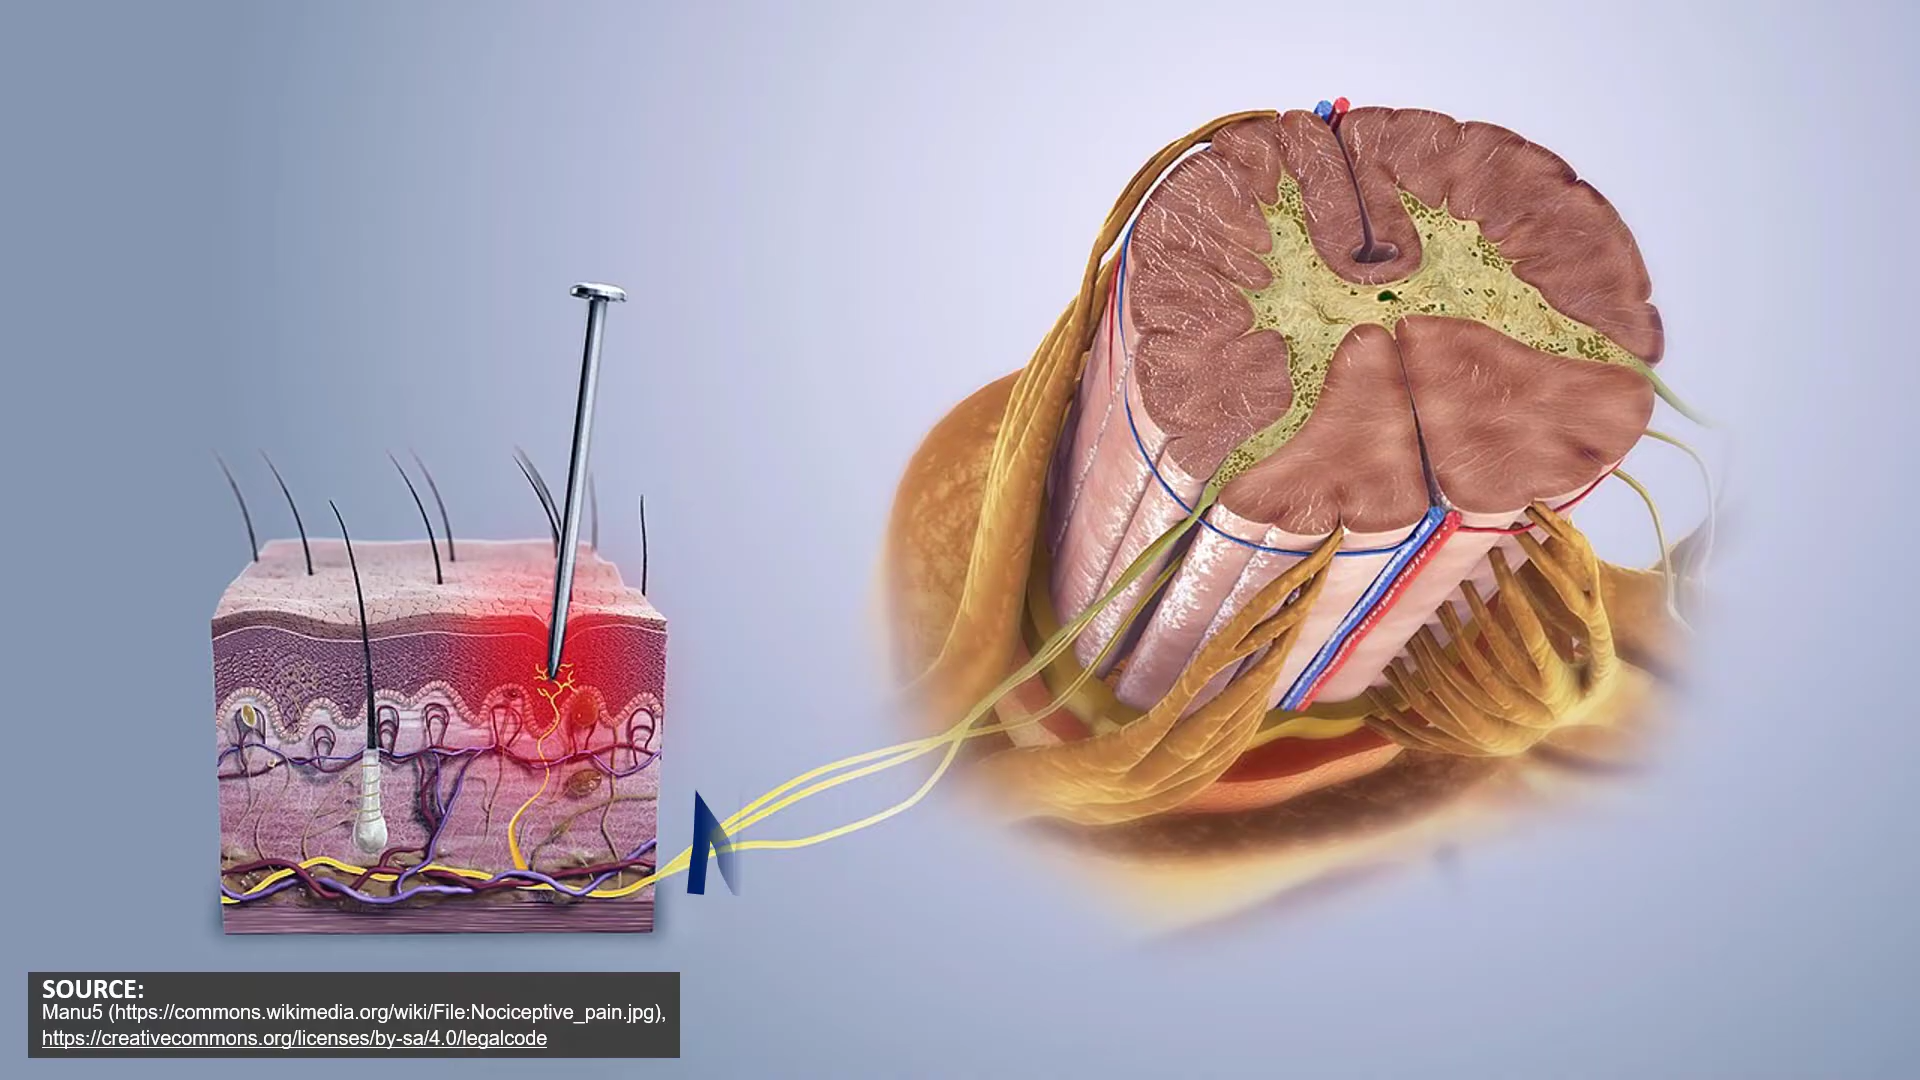 SOURCE:
Manu5 (https://commons.wikimedia.org/wiki/File:Nociceptive_pain.jpg),
https://creativecommons.org/licenses/by-sa/4.0/legalcode